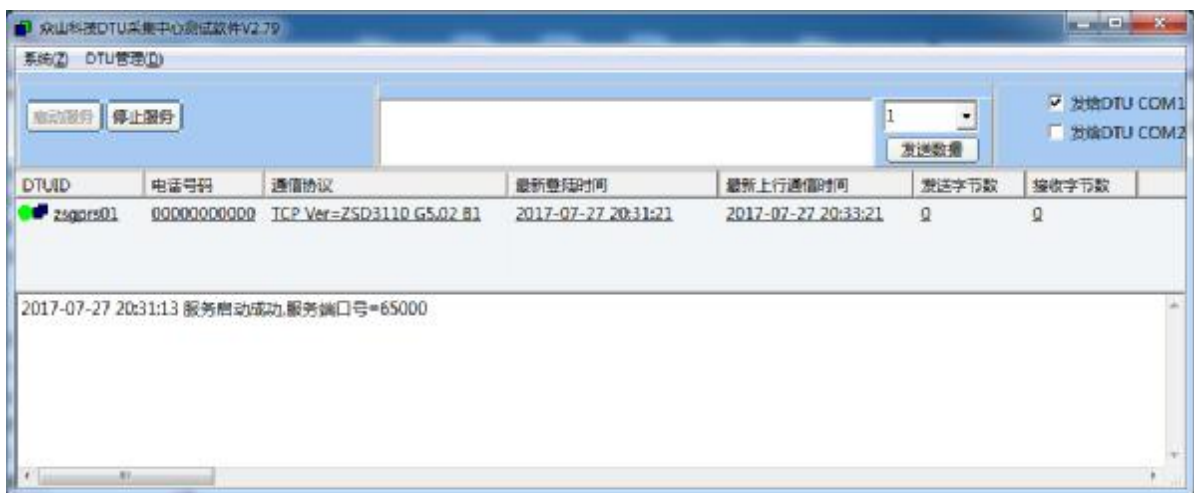 众山科技DTU采集中心测试软件V2.79
系统(Z) DTU管理(D)
启动服务 停止服务
1
发送数据
发给DTU COM1
发给DTU COM2
DTUID 电话号码 通信协议 最新登陆时间 最新上行通信时间 发送字节数 接收字节数
zsgprs01 00000000000 TCP Ver=ZSD3110 G5.02 B1 2017-07-27 20:31:21 2017-07-27 20:33:21 0 0
2017-07-27 20:31:13 服务启动成功,服务端口号=65000